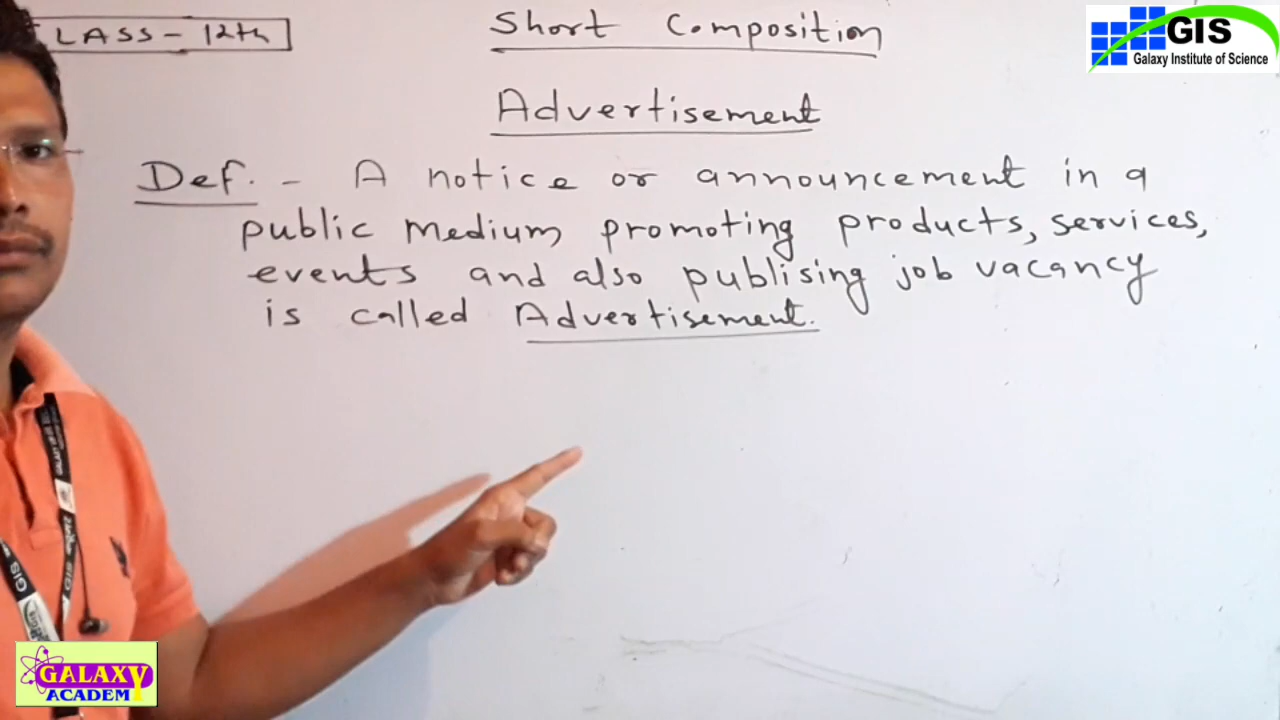 LASS - 12th
Short Composition
GIS
Galaxy Institute of Science
Advertisement
Def. - A notice or announcement in a
public medium promoting products, services,
events and also publising job vacancy
is called Advertisement.
GIS
GALAXY
ACADEM